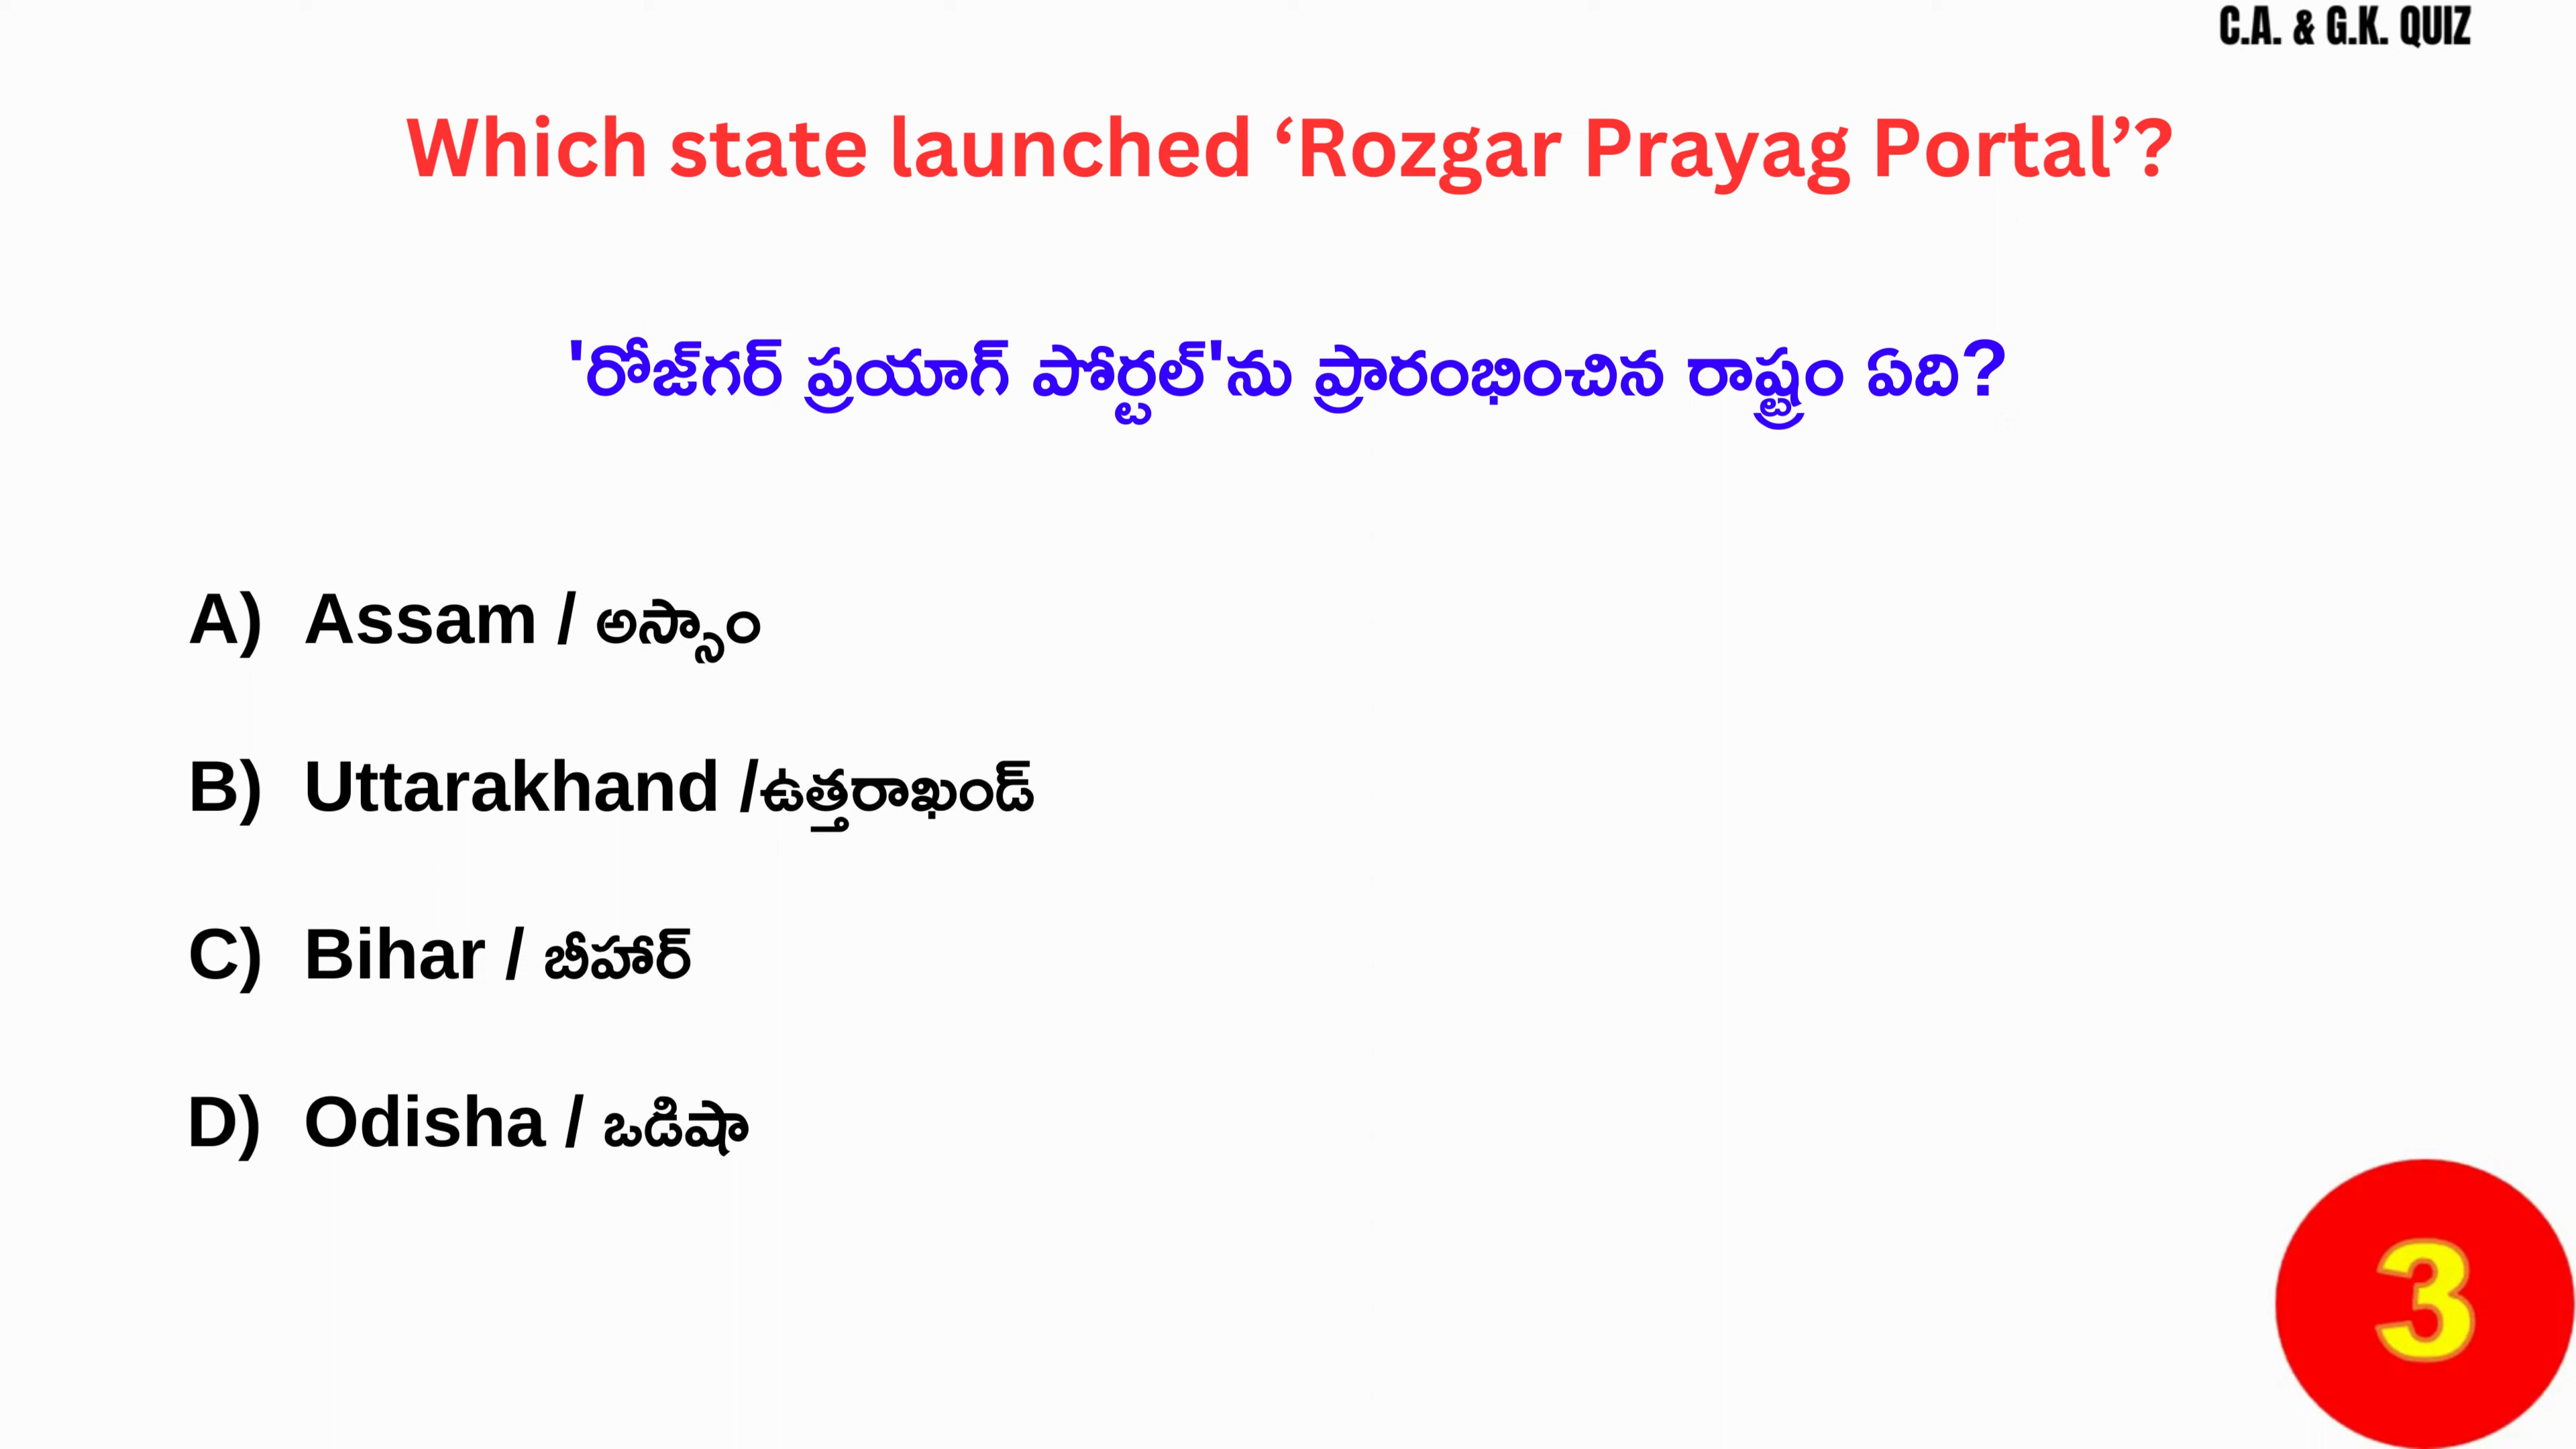 C.A. & G.K. QUIZ
Which state launched ‘Rozgar Prayag Portal’?
'రోజ్‌గర్ ప్రయాగ్ పోర్టల్'ను ప్రారంభించిన రాష్ట్రం ఏది?
A) Assam / అస్సాం
B) Uttarakhand /ఉత్తరాఖండ్
C) Bihar / బీహార్
D) Odisha / ఒడిషా
3